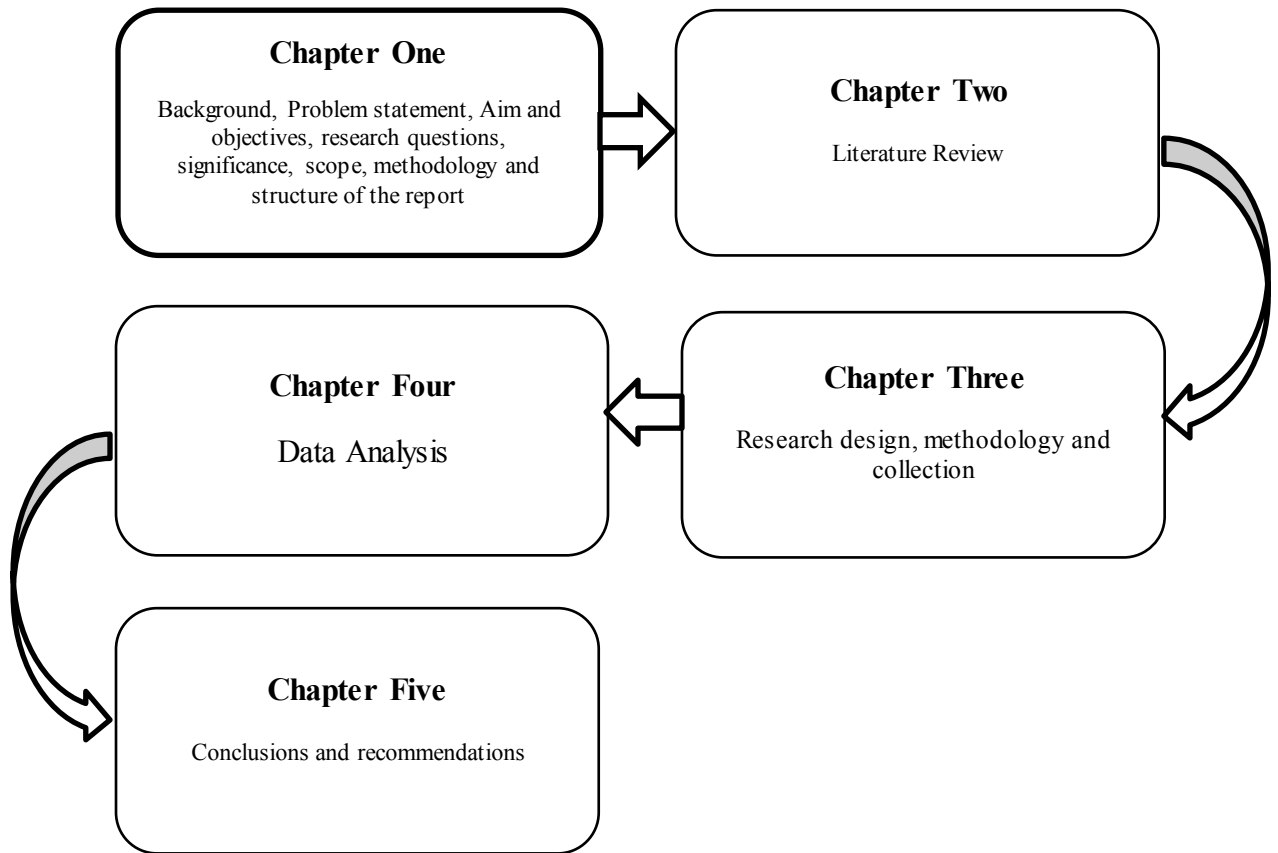 Chapter One
Background, Problem statement, Aim and
objectives, research questions,
significance, scope, methodology and
structure of the report
Chapter Two
Literature Review
Chapter Three
Research design, methodology and
collection
Chapter Four
Data Analysis
Chapter Five
Conclusions and recommendations